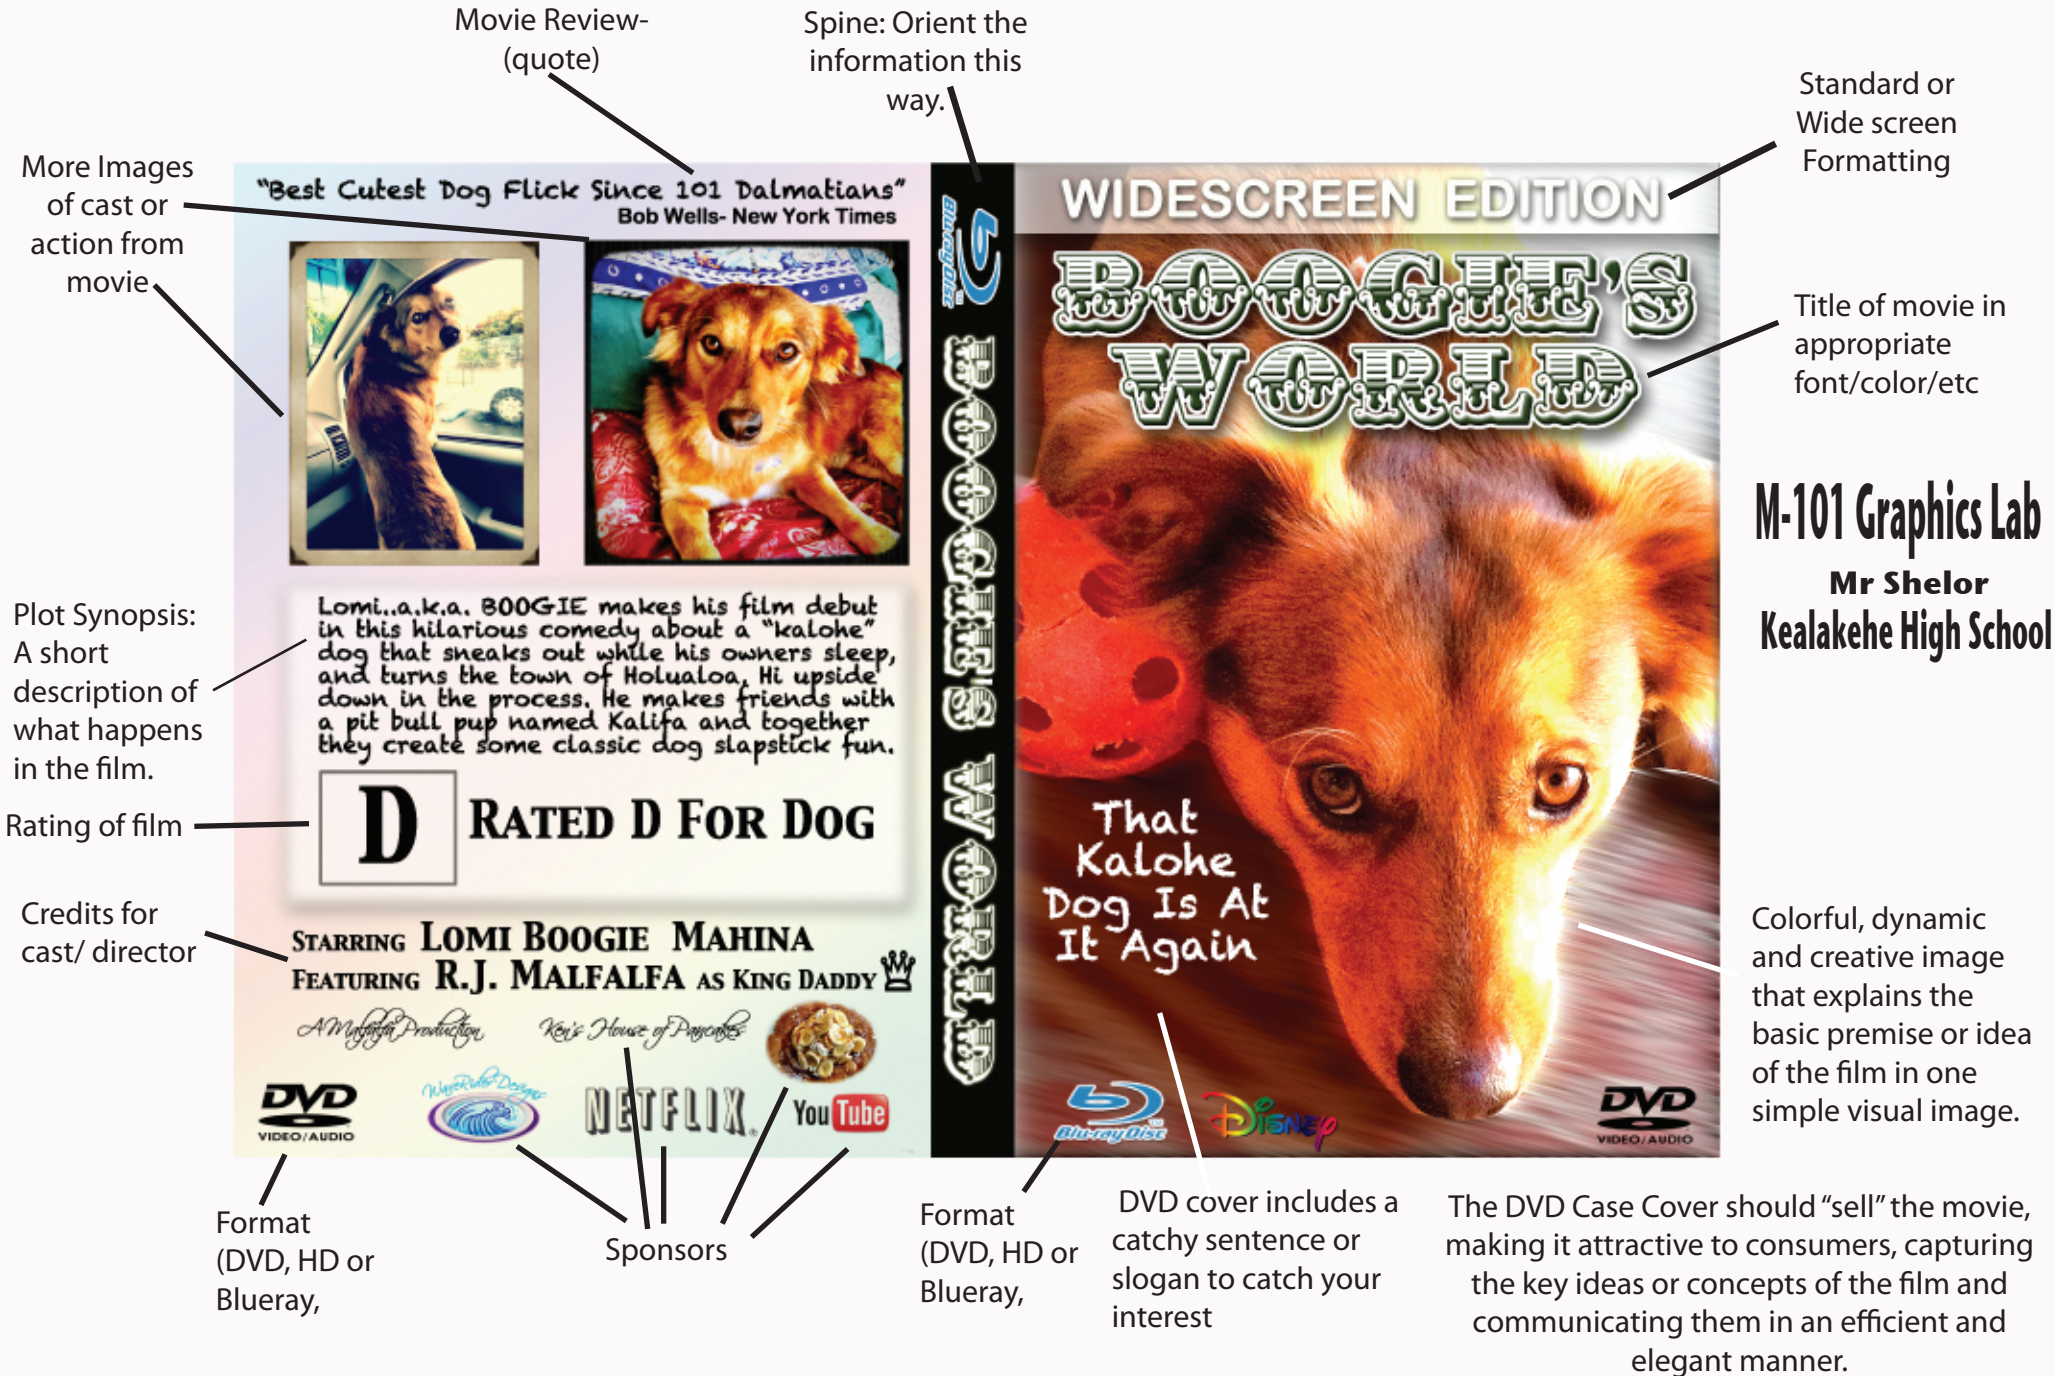 Movie Review-
(quote)
Spine: Orient the
information this
way.
Standard or
Wide screen
Formatting
More Images
of cast or
action from
movie
"Best Cutest Dog Flick Since 101 Dalmatians"
Bob Wells- New York Times
Blu-ray Disc
BOOGIE'S WORLD
WIDESCREEN EDITION
BOOGIE'S
WORLD
Title of movie in
appropriate
font/color/etc
M-101 Graphics Lab
Mr Shelor
Kealakehe High School
Plot Synopsis:
A short
description of
what happens
in the film.
Lomi..a.k.a. BOOGIE makes his film debut
in this hilarious comedy about a "kalohe"
dog that sneaks out while his owners sleep,
and turns the town of Holualoa, Hi upside
down in the process. He makes friends with
a pit bull pup named Kalifa and together
they create some classic dog slapstick fun.
Rating of film
D
RATED D FOR DOG
That
Kalohe
Dog Is At
It Again
Credits for
cast/ director
STARRING LOMI BOOGIE MAHINA
FEATURING R.J. MALFALFA AS KING DADDY
A Malfalfa Production
Ken's House of Pancakes
DVD
VIDEO/AUDIO
WaveRider Designs
NETFLIX
YouTube
Blu-ray Disc
Disney
DVD
VIDEO/AUDIO
Colorful, dynamic
and creative image
that explains the
basic premise or idea
of the film in one
simple visual image.
Format
(DVD, HD or
Blueray,
Sponsors
Format
(DVD, HD or
Blueray,
DVD cover includes a
catchy sentence or
slogan to catch your
interest
The DVD Case Cover should "sell" the movie,
making it attractive to consumers, capturing
the key ideas or concepts of the film and
communicating them in an efficient and
elegant manner.